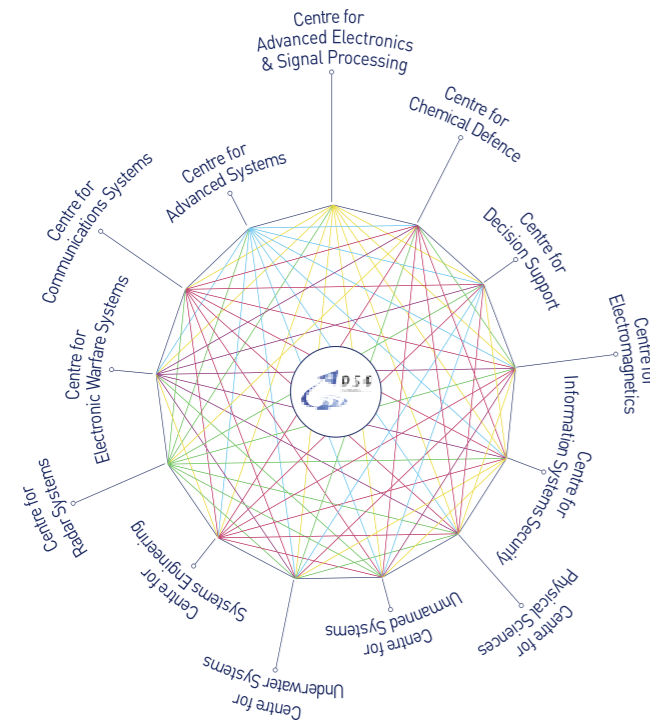 Centre for
Advanced Electronics
& Signal Processing
Centre for
Chemical Defence
Centre for
Decision Support
Centre for
Electromagnetics
Centre for
Information Systems Security
Centre for
Physical Sciences
Centre for
Unmanned Systems
Centre for
Underwater Systems
Centre for
Systems Engineering
Centre for
Radar Systems
Centre for
Electronic Warfare Systems
Centre for
Communications Systems
Centre for
Advanced Systems